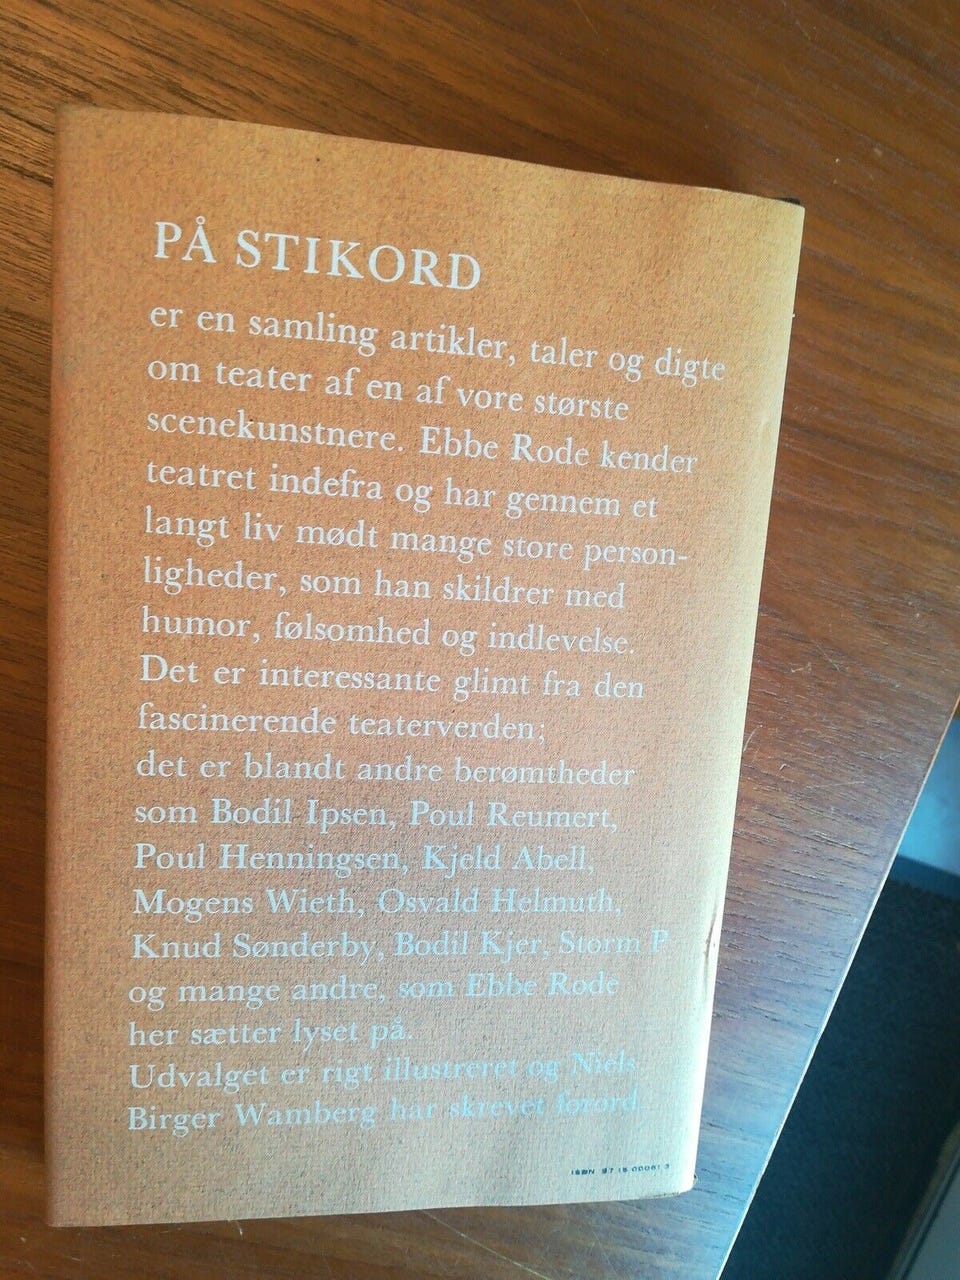 PÅ STIKORD
er en samling artikler, taler og digte
om teater af en af vore største
scenekunstnere. Ebbe Rode kender
teatret indefra og har gennem et
langt liv mødt mange store person-
ligheder, som han skildrer med
humor, følsomhed og indlevelse.
Det er interessante glimt fra den
fascinerende teaterverden;
det er blandt andre berømtheder
som Bodil Ipsen, Poul Reumert,
Poul Henningsen, Kjeld Abell,
Mogens Wieth, Osvald Helmuth,
Knud Sønderby, Bodil Kjer, Storm P
og mange andre, som Ebbe Rode
her sætter lyset på.
Udvalget er rigt illustreret og Niels
Birger Wamberg har skrevet forord
ISBN